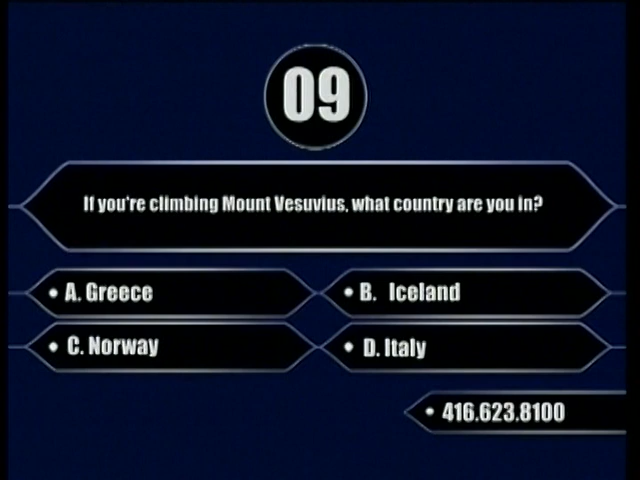 09
If you're climbing Mount Vesuvius, what country are you in?
A. Greece
B. Iceland
C. Norway
D. Italy
416.623.8100